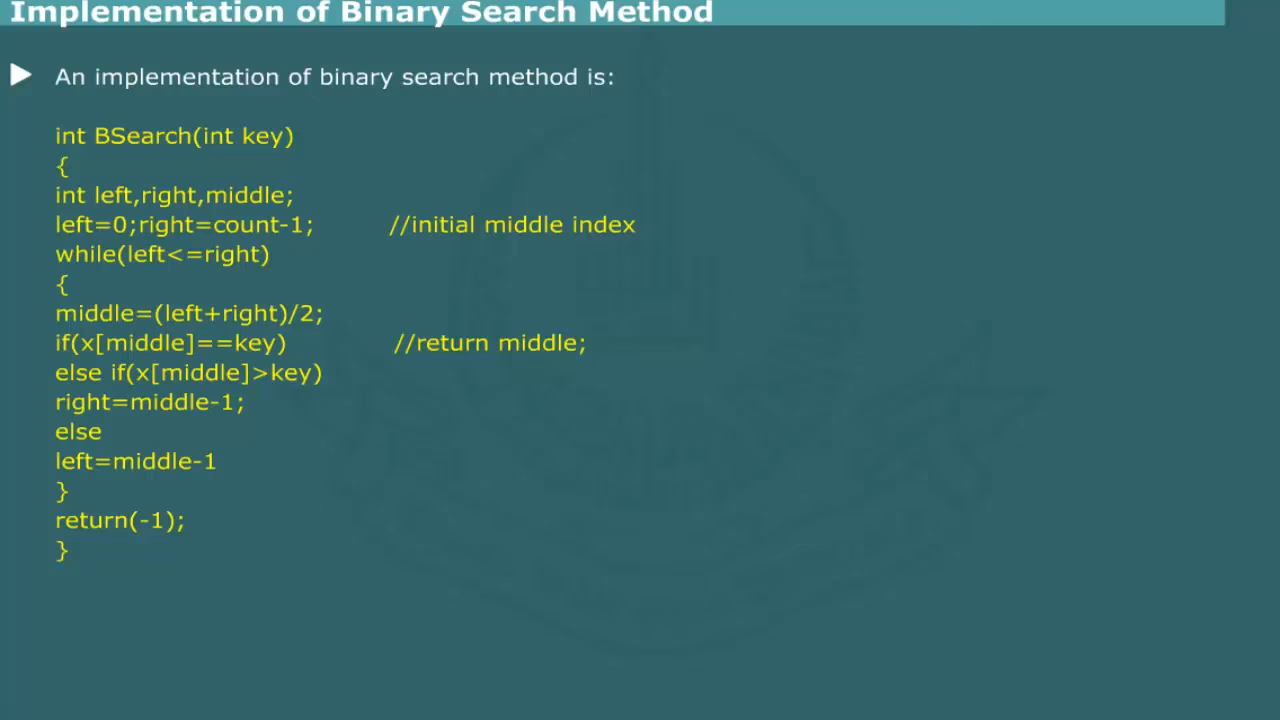 Implementation of Binary Search Method
An implementation of binary search method is:
int BSearch(int key)
{
int left,right,middle;
left=0;right=count-1; //initial middle index
while(left<=right)
{
middle=(left+right)/2;
if(x[middle]==key) //return middle;
else if(x[middle]>key)
right=middle-1;
else
left=middle-1
}
return(-1);
}